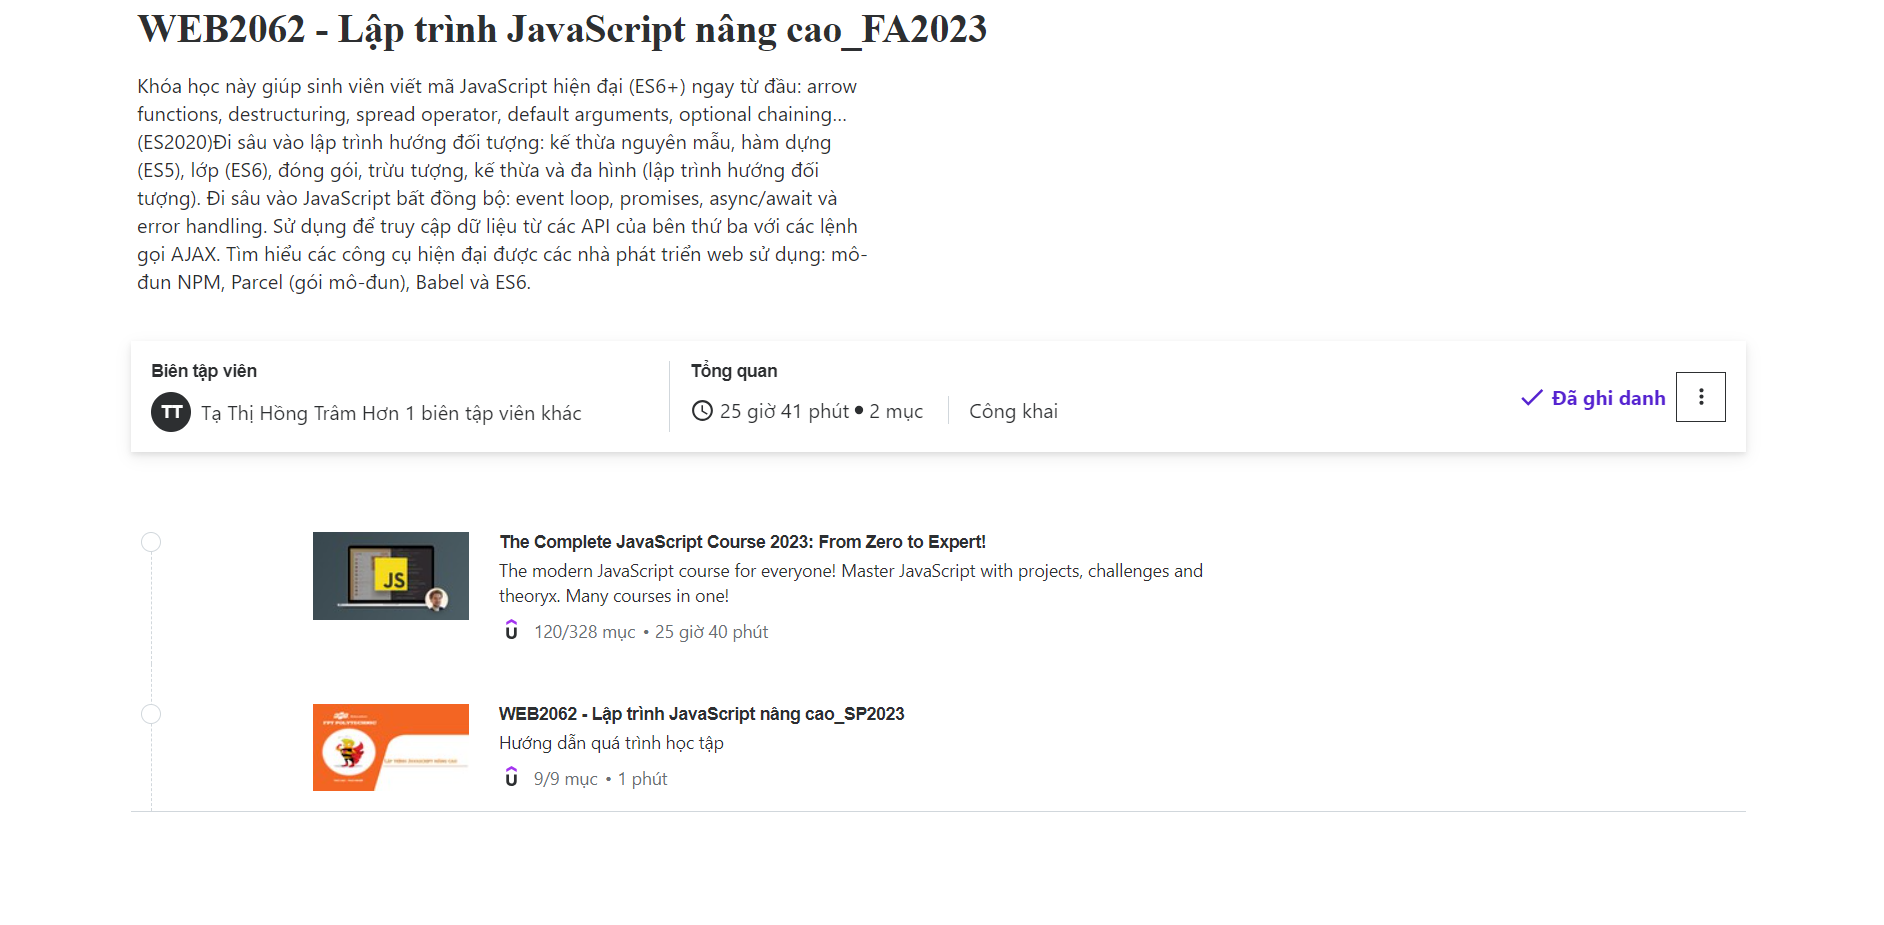 WEB2062 - Lập trình JavaScript nâng cao_FA2023
Khóa học này giúp sinh viên viết mã JavaScript hiện đại (ES6+) ngay từ đầu: arrow
functions, destructuring, spread operator, default arguments, optional chaining...
(ES2020)Đi sâu vào lập trình hướng đối tượng: kế thừa nguyên mẫu, hàm dựng
(ES5), lớp (ES6), đóng gói, trừu tượng, kế thừa và đa hình (lập trình hướng đối
tượng). Đi sâu vào JavaScript bất đồng bộ: event loop, promises, async/await và
error handling. Sử dụng để truy cập dữ liệu từ các API của bên thứ ba với các lệnh
gọi AJAX. Tìm hiểu các công cụ hiện đại được các nhà phát triển web sử dụng: mô-
đun NPM, Parcel (gói mô-đun), Babel và ES6.
Biên tập viên
TT Tạ Thị Hồng Trâm Hơn 1 biên tập viên khác
Tổng quan
25 giờ 41 phút • 2 mục
Công khai
Đã ghi danh
JS
The Complete JavaScript Course 2023: From Zero to Expert!
The modern JavaScript course for everyone! Master JavaScript with projects, challenges and
theoryx. Many courses in one!
120/328 mục • 25 giờ 40 phút
FPT POLYTECHNIC
LẬP TRÌNH JAVASCRIPT NÂNG CAO
WEB2062 - Lập trình JavaScript nâng cao_SP2023
Hướng dẫn quá trình học tập
9/9 mục • 1 phút